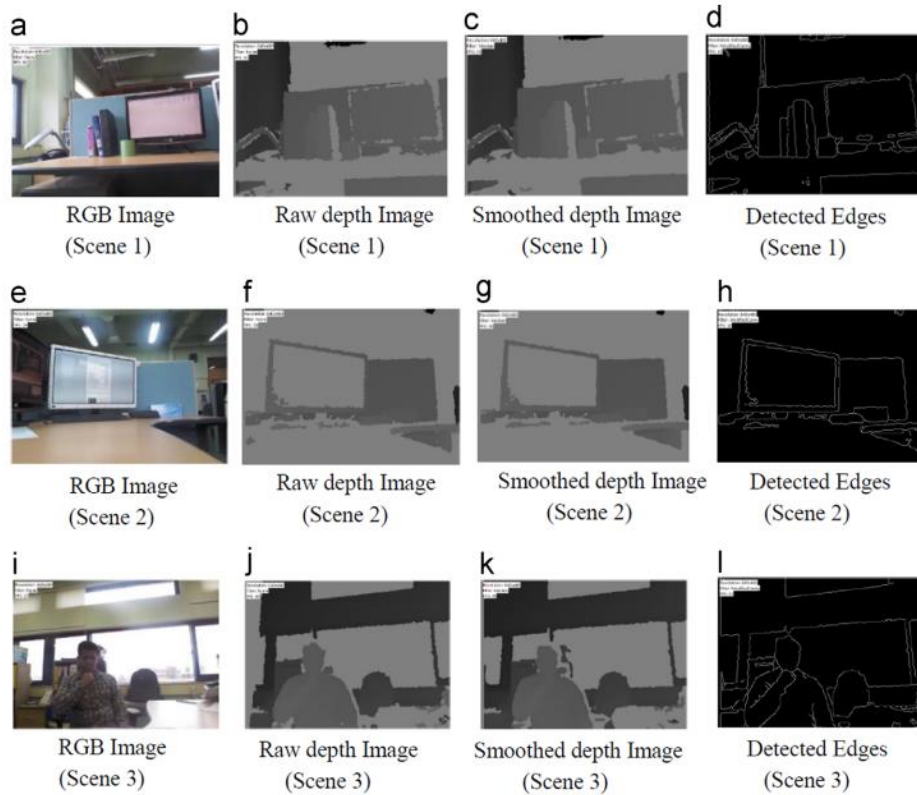 a
b
c
d
RGB Image
(Scene 1)
Raw depth Image
(Scene 1)
Smoothed depth Image
(Scene 1)
Detected Edges
(Scene 1)
e
f
g
h
RGB Image
(Scene 2)
Raw depth Image
(Scene 2)
Smoothed depth Image
(Scene 2)
Detected Edges
(Scene 2)
i
j
k
l
RGB Image
(Scene 3)
Raw depth Image
(Scene 3)
Smoothed depth Image
(Scene 3)
Detected Edges
(Scene 3)